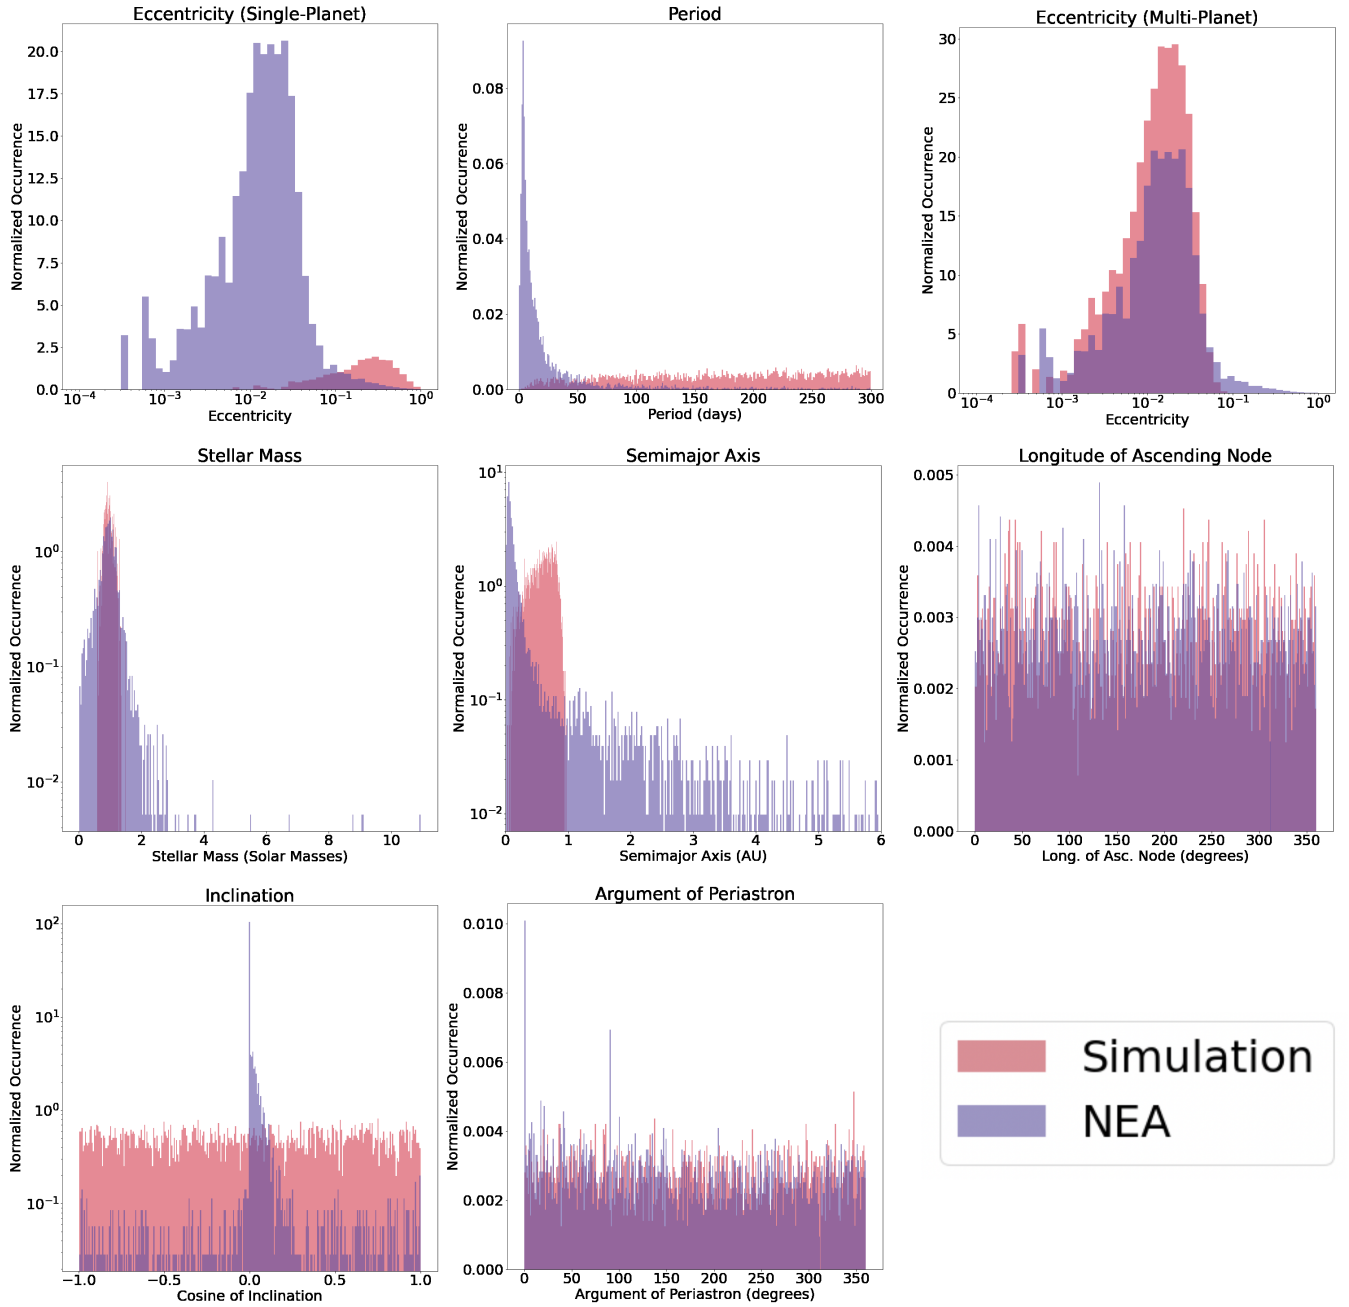 Eccentricity (Single-Planet)
Normalized Occurrence
20.0
17.5
15.0
12.5
10.0
7.5
5.0
2.5
0.0
10⁻⁴ 10⁻³ 10⁻² 10⁻¹ 10⁰
Eccentricity
Period
Normalized Occurrence
0.08
0.06
0.04
0.02
0.00
0 50 100 150 200 250 300
Period (days)
Eccentricity (Multi-Planet)
Normalized Occurrence
30
25
20
15
10
5
0
10⁻⁴ 10⁻³ 10⁻² 10⁻¹ 10⁰
Eccentricity
Stellar Mass
Normalized Occurrence
10⁰
10⁻¹
10⁻²
0 2 4 6 8 10
Stellar Mass (Solar Masses)
Semimajor Axis
Normalized Occurrence
10¹
10⁰
10⁻¹
10⁻²
0 1 2 3 4 5 6
Semimajor Axis (AU)
Longitude of Ascending Node
Normalized Occurrence
0.005
0.004
0.003
0.002
0.001
0.000
0 50 100 150 200 250 300 350
Long. of Asc. Node (degrees)
Inclination
Normalized Occurrence
10²
10¹
10⁰
10⁻¹
−1.0 −0.5 0.0 0.5 1.0
Cosine of Inclination
Argument of Periastron
Normalized Occurrence
0.010
0.008
0.006
0.004
0.002
0.000
0 50 100 150 200 250 300 350
Argument of Periastron (degrees)
Simulation
NEA